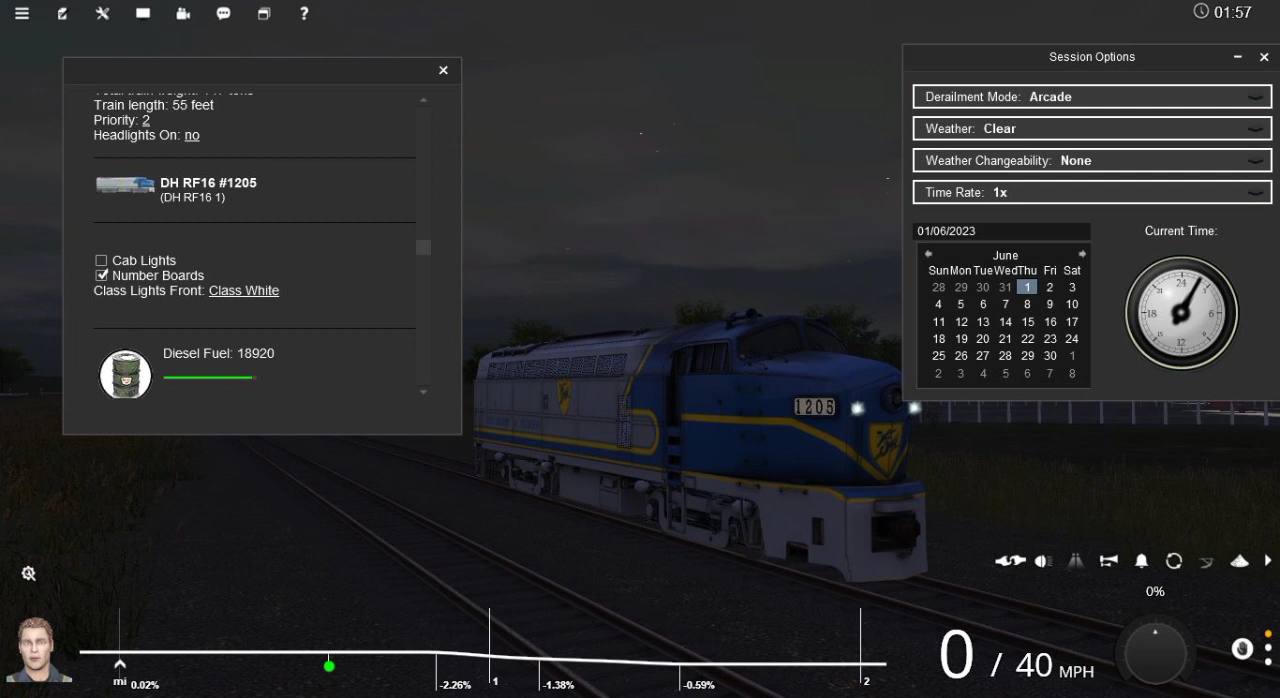 ?
01:57
Train length: 55 feet
Priority: 2
Headlights On: no
DH RF16 #1205
(DH RF16 1)
Cab Lights
Number Boards
Class Lights Front: Class White
Diesel Fuel: 18920
Session Options
Derailment Mode: Arcade
Weather: Clear
Weather Changeability: None
Time Rate: 1x
01/06/2023
Current Time:
June
Sun Mon Tue Wed Thu Fri Sat
28 29 30 31 1 2 3
4 5 6 7 8 9 10
11 12 13 14 15 16 17
18 19 20 21 22 23 24
25 26 27 28 29 30 1
2 3 4 5 6 7 8
24
18 6
12
1205
0%
0 / 40 MPH
mi 0.02% -2.26% 1 -1.38% -0.59% 2